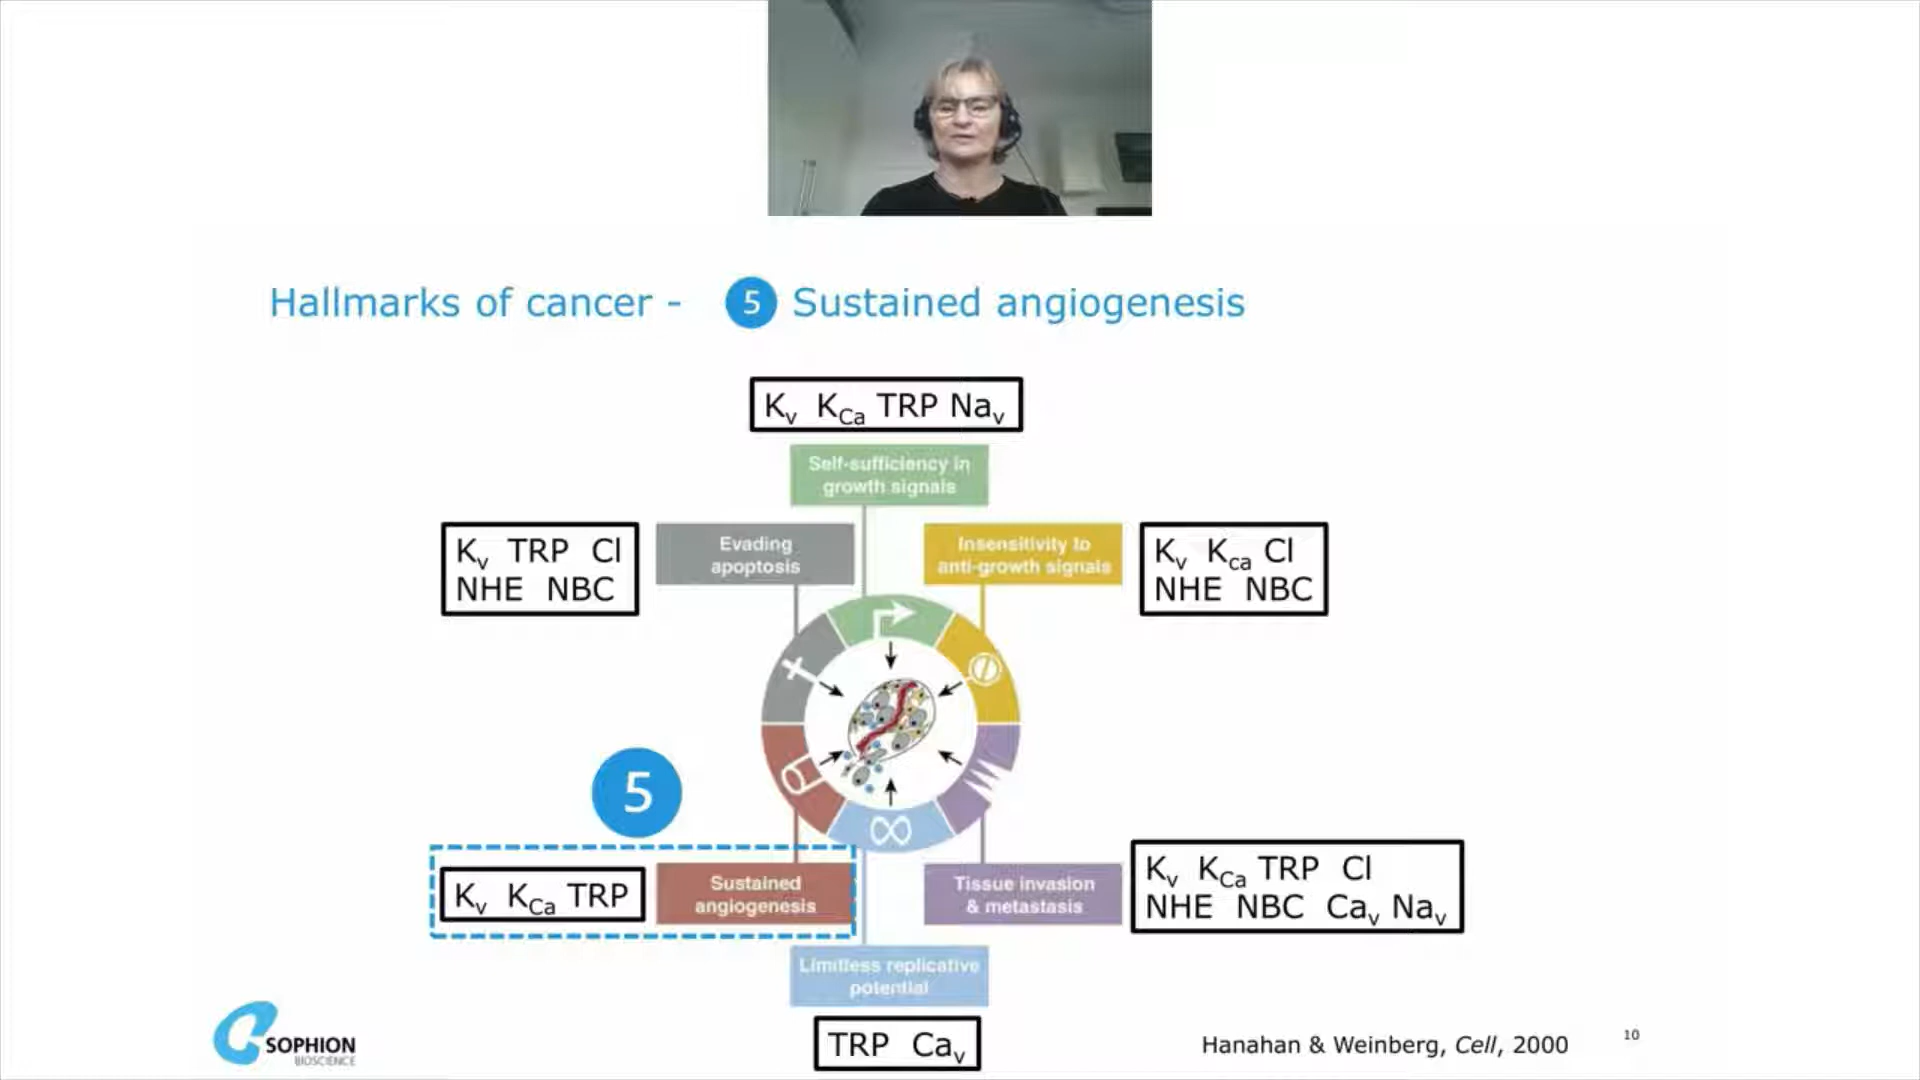 Hallmarks of cancer - 5 Sustained angiogenesis
Kv KCa TRP Nav
Self-sufficiency in
growth signals
Kv TRP Cl
NHE NBC
Evading
apoptosis
Insensitivity to
anti-growth signals
Kv Kca Cl
NHE NBC
5
Kv KCa TRP
Sustained
angiogenesis
Tissue invasion
& metastasis
Kv KCa TRP Cl
NHE NBC Cav Nav
Limitless replicative
potential
TRP Cav
SOPHION
BIOSCIENCE
Hanahan & Weinberg, Cell, 2000
10